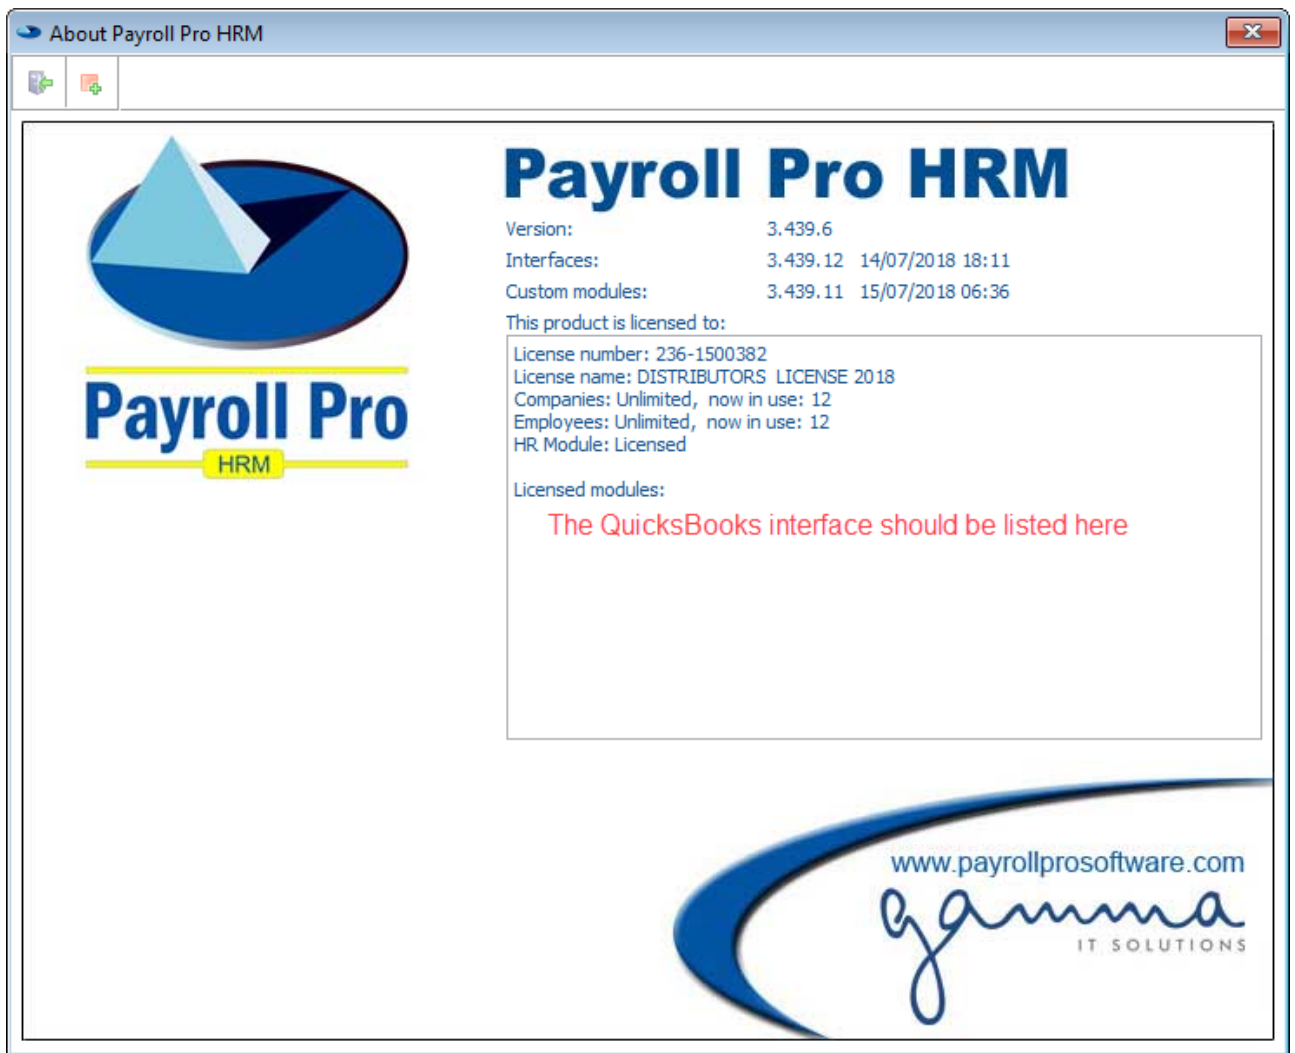 About Payroll Pro HRM
Payroll Pro HRM
Version: 3.439.6
Interfaces: 3.439.12 14/07/2018 18:11
Custom modules: 3.439.11 15/07/2018 06:36
This product is licensed to:
License number: 236-1500382
License name: DISTRIBUTORS LICENSE 2018
Companies: Unlimited, now in use: 12
Employees: Unlimited, now in use: 12
HR Module: Licensed
Licensed modules:
The QuicksBooks interface should be listed here
Payroll Pro
HRM
www.payrollprosoftware.com
gamma
IT SOLUTIONS